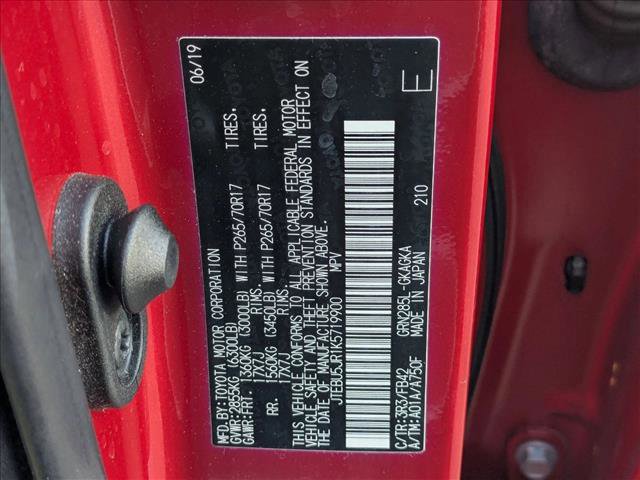 MFD.BY: TOYOTA MOTOR CORPORATION 06/19
GVWR: 2855KG (6300LB)
GAWR: FRT. 1360KG (3000LB) WITH P265/70R17 TIRES,
17X7J RIMS.
RR. 1560KG (3450LB) WITH P265/70R17 TIRES,
17X7J RIMS.
THIS VEHICLE CONFORMS TO ALL APPLICABLE FEDERAL MOTOR
VEHICLE SAFETY AND THEFT PREVENTION STANDARDS IN EFFECT ON
THE DATE OF MANUFACTURE SHOWN ABOVE.
JTEBU5JR1K5719900 MPV
C/TR: 3R3/FB42 GRN285L-GKAGKA 210 E
A/TM: A01A/A750F MADE IN JAPAN